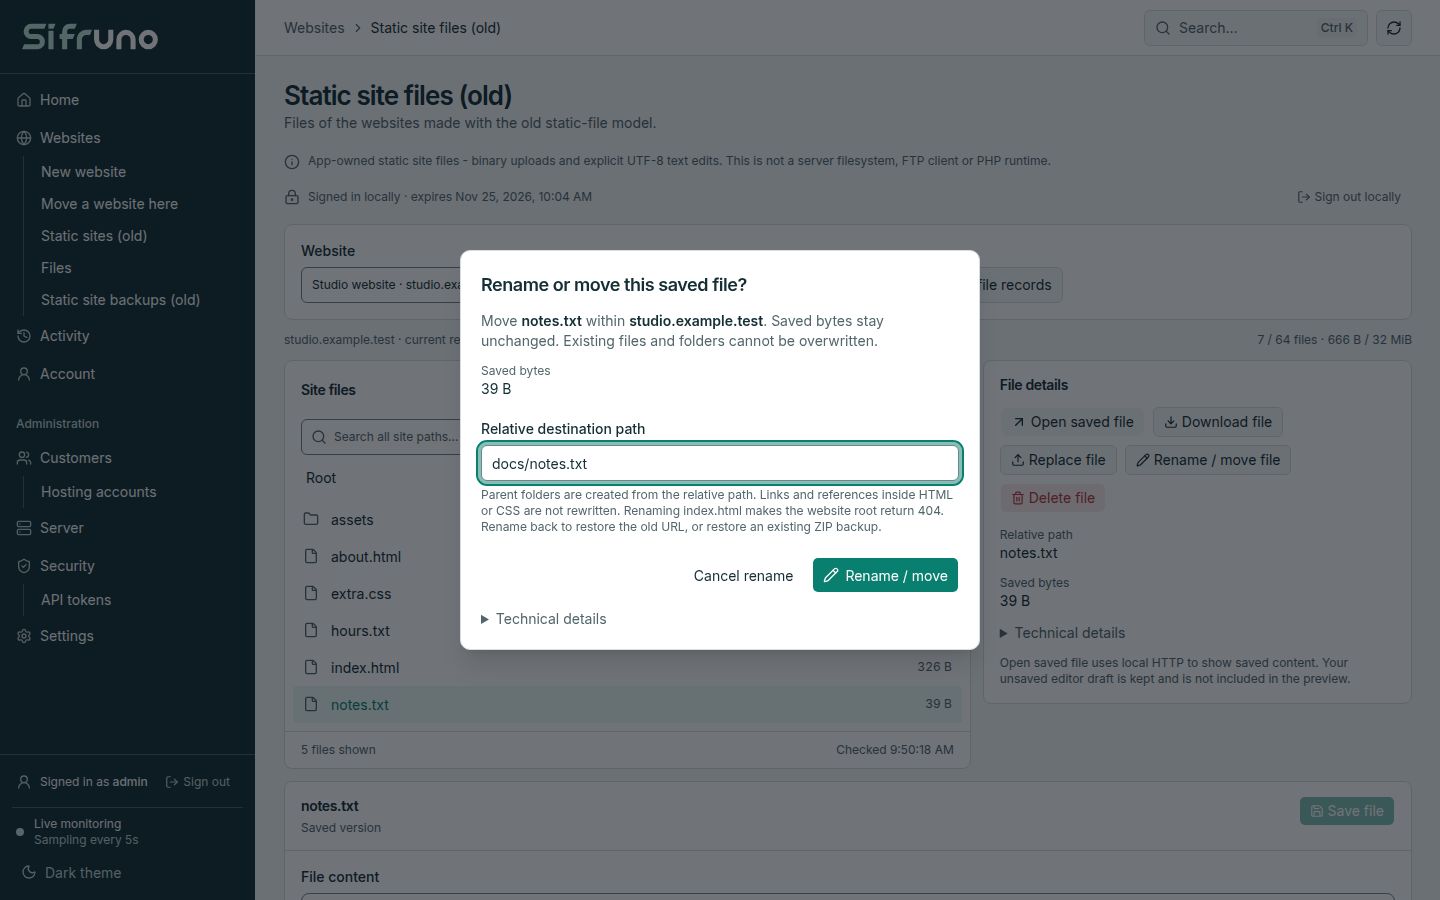 Sifruno
Home
Websites
New website
Move a website here
Static sites (old)
Files
Static site backups (old)
Activity
Account
Administration
Customers
Hosting accounts
Server
Security
API tokens
Settings
Signed in as admin
Sign out
Live monitoring
Sampling every 5s
Dark theme
Websites > Static site files (old)
Search...
Ctrl K
Static site files (old)
Files of the websites made with the old static-file model.
App-owned static site files - binary uploads and explicit UTF-8 text edits. This is not a server filesystem, FTP client or PHP runtime.
Signed in locally · expires Nov 25, 2026, 10:04 AM
Sign out locally
Website
Studio website · studio.exa
file records
studio.example.test · current re
7 / 64 files · 666 B / 32 MiB
Site files
Search all site paths...
Root
assets
about.html
extra.css
hours.txt
index.html
326 B
notes.txt
39 B
5 files shown
Checked 9:50:18 AM
Rename or move this saved file?
Move notes.txt within studio.example.test. Saved bytes stay
unchanged. Existing files and folders cannot be overwritten.
Saved bytes
39 B
Relative destination path
docs/notes.txt
Parent folders are created from the relative path. Links and references inside HTML
or CSS are not rewritten. Renaming index.html makes the website root return 404.
Rename back to restore the old URL, or restore an existing ZIP backup.
Cancel rename
Rename / move
Technical details
File details
Open saved file
Download file
Replace file
Rename / move file
Delete file
Relative path
notes.txt
Saved bytes
39 B
Technical details
Open saved file uses local HTTP to show saved content. Your
unsaved editor draft is kept and is not included in the preview.
notes.txt
Saved version
Save file
File content